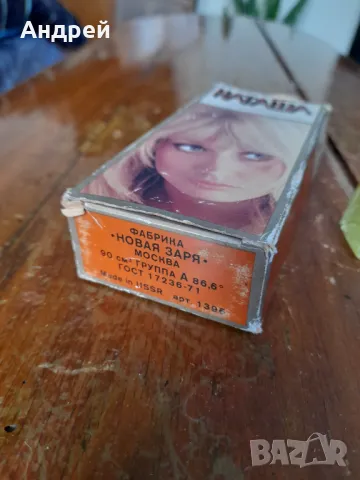 Андрей
НАТАША
ФАБРИКА
"НОВАЯ ЗАРЯ"
МОСКВА
90 см³ ГРУППА А 86,6°
ГОСТ 17236-71
Made in USSR арт.
BAZAR